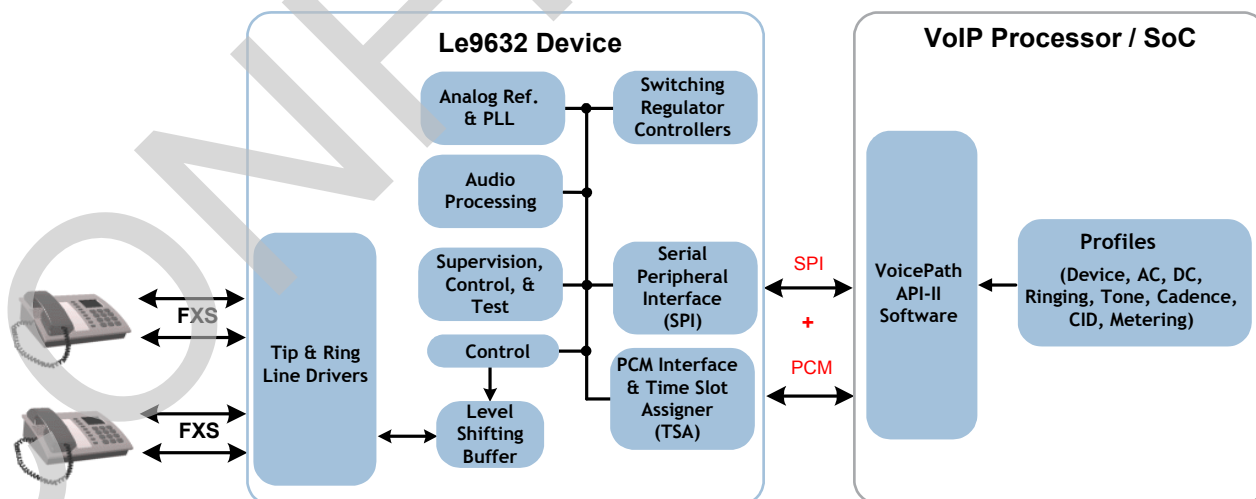 Le9632 Device
VoIP Processor / SoC
Analog Ref.
& PLL
Switching
Regulator
Controllers
Audio
Processing
Supervision,
Control, &
Test
Serial
Peripheral
Interface
(SPI)
Control
PCM Interface
& Time Slot
Assigner
(TSA)
Level
Shifting
Buffer
Tip & Ring
Line Drivers
FXS
FXS
SPI
+
PCM
VoicePath
API-II
Software
Profiles
(Device, AC, DC,
Ringing, Tone, Cadence,
CID, Metering)